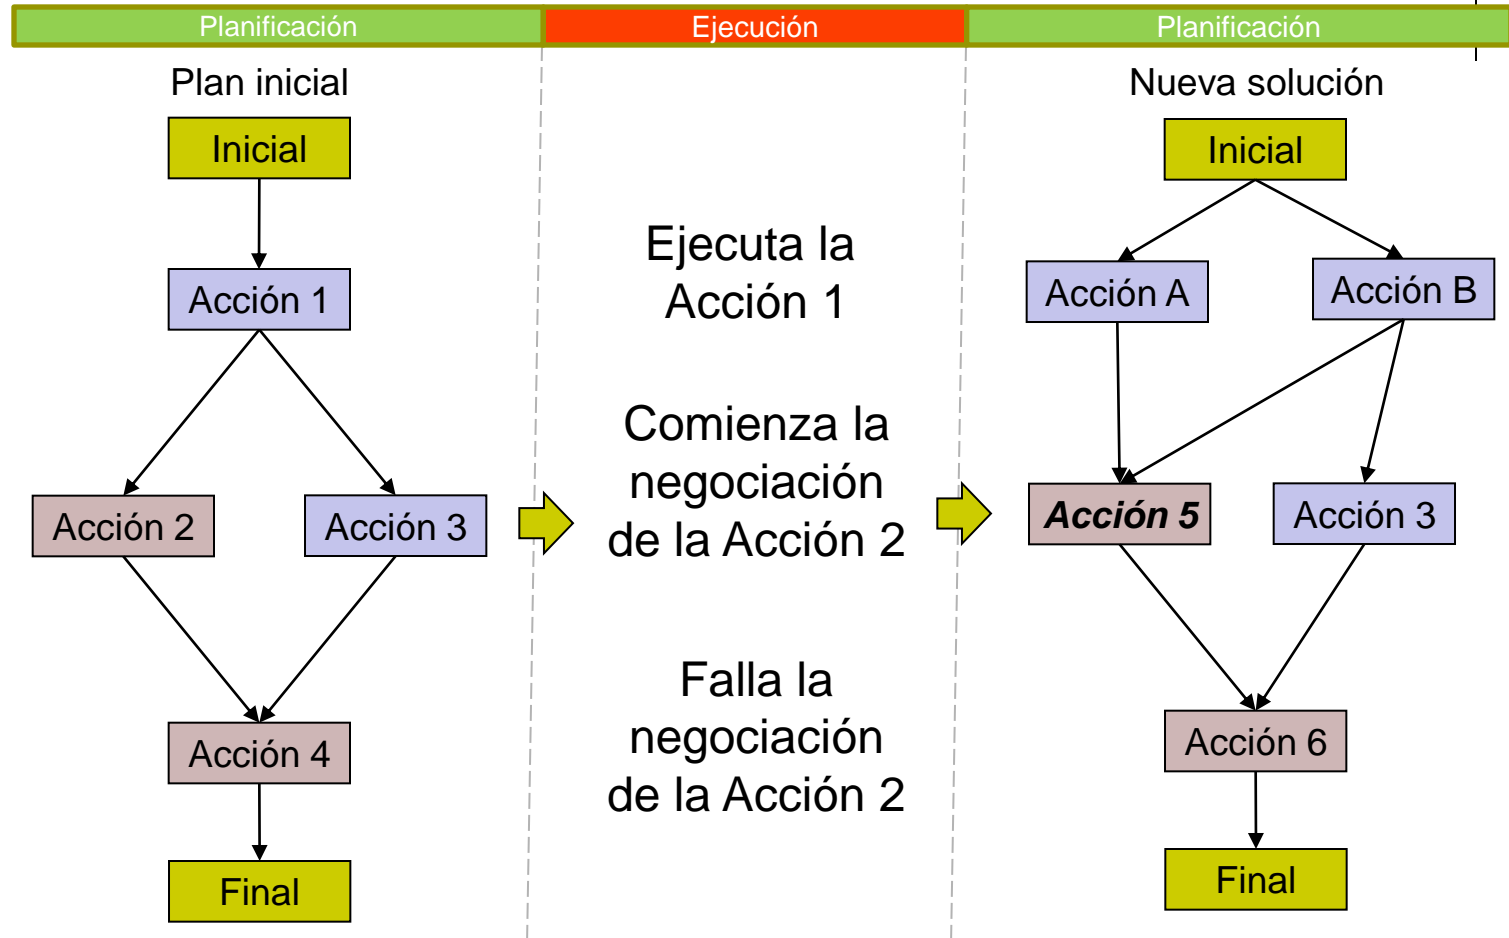 Planificación
Ejecución
Planificación
Plan inicial
Inicial
Acción 1
Acción 2
Acción 3
Acción 4
Final
Ejecuta la
Acción 1
Comienza la
negociación
de la Acción 2
Falla la
negociación
de la Acción 2
Nueva solución
Inicial
Acción A
Acción B
Acción 5
Acción 3
Acción 6
Final